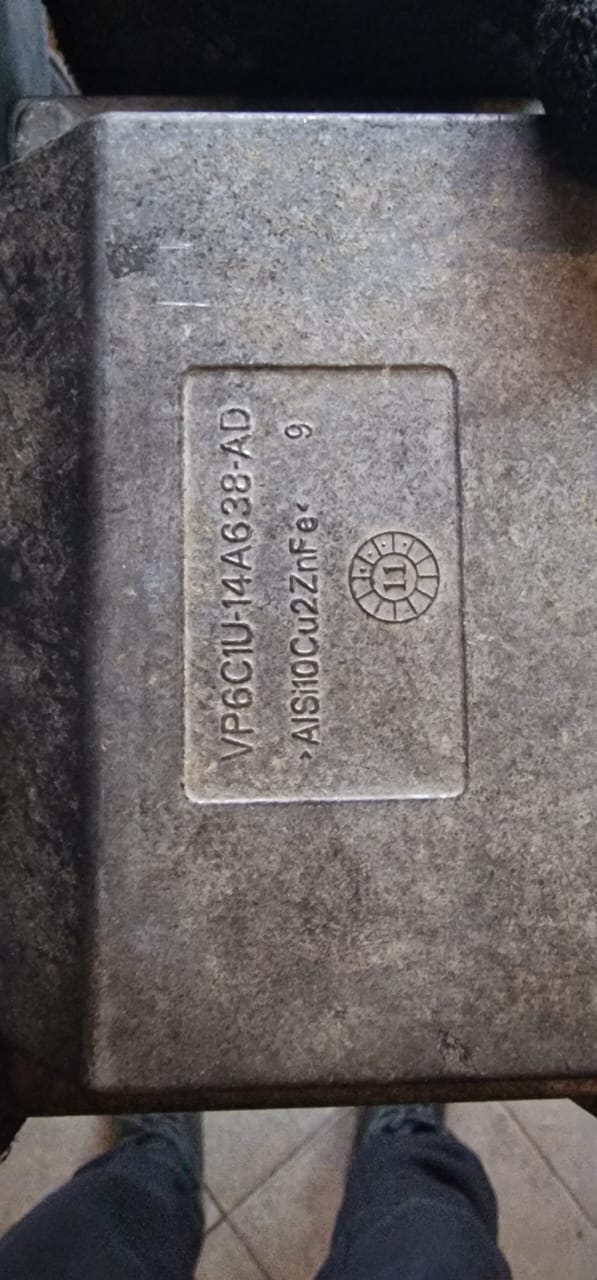 VP6C1U-14A638-AD
>AlSi10Cu2ZnFe< 9
11